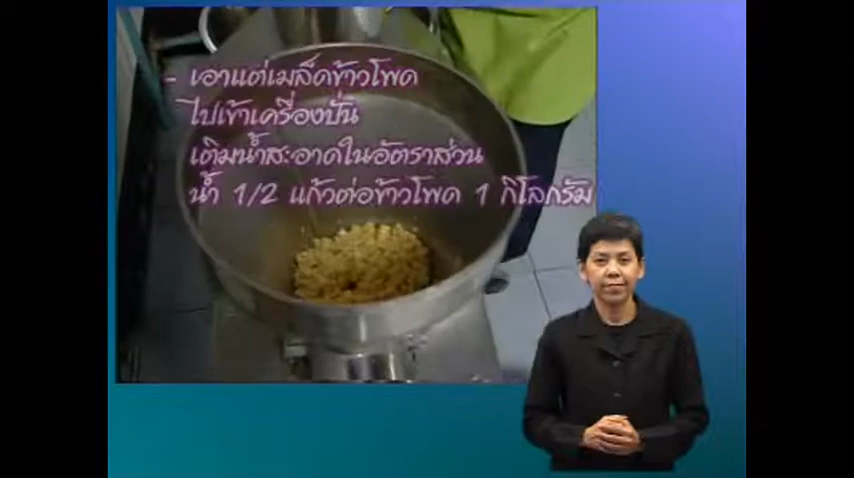 - เอาแต่เมล็ดข้าวโพด
ไปเข้าเครื่องปั่น
เติมน้ำสะอาดในอัตราส่วน
น้ำ 1/2 แก้วต่อข้าวโพด 1 กิโลกรัม